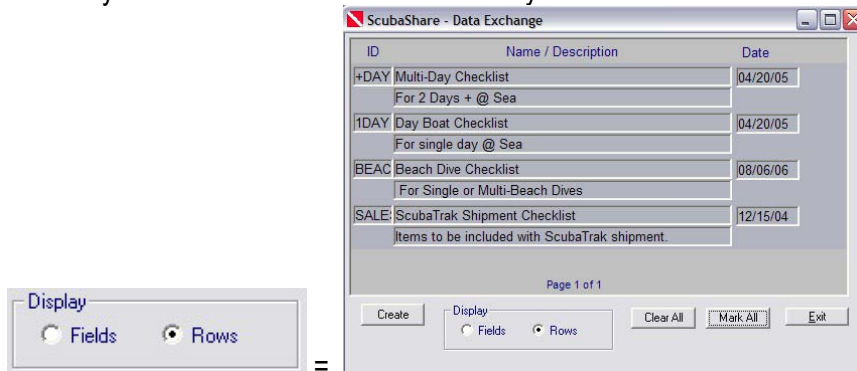 ScubaShare - Data Exchange
ID Name / Description Date
+DAY Multi-Day Checklist 04/20/05
For 2 Days + @ Sea
1DAY Day Boat Checklist 04/20/05
For single day @ Sea
BEAC Beach Dive Checklist 08/06/06
For Single or Multi-Beach Dives
SALE ScubaTrak Shipment Checklist 12/15/04
Items to be included with ScubaTrak shipment.
Page 1 of 1
Create Display Fields Rows Clear All Mark All Exit
Display
Fields Rows
=